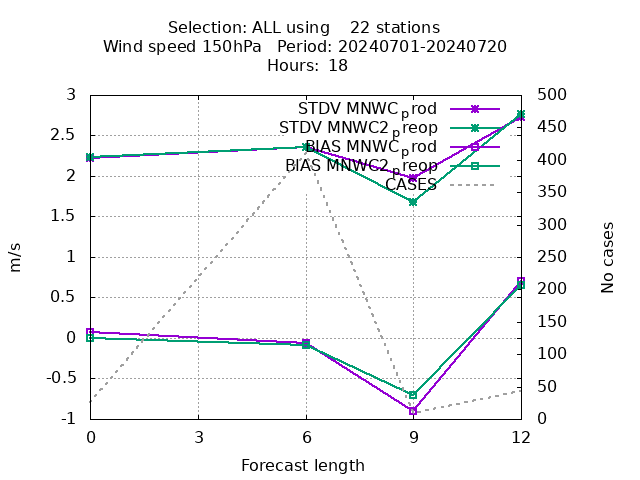 Selection: ALL using    22 stations
Wind speed 150hPa   Period: 20240701-20240720
Hours: 18
STDV MNWC_prod
STDV MNWC2_preop
BIAS MNWC_prod
BIAS MNWC2_preop
CASES
3
2.5
2
1.5
1
0.5
0
-0.5
-1
m/s
500
450
400
350
300
250
200
150
100
50
0
No cases
0 3 6 9 12
Forecast length